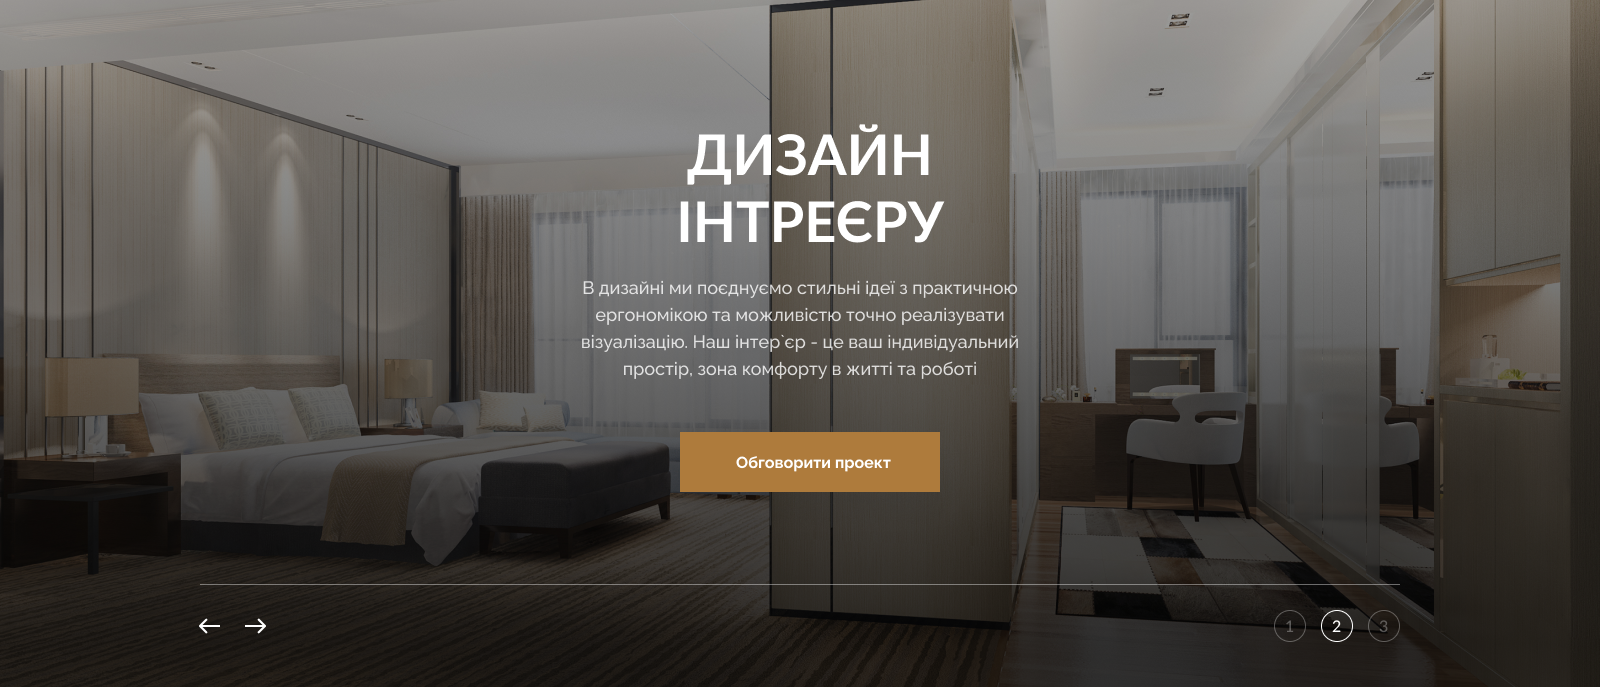 ДИЗАЙН
ІНТРЕЄРУ
В дизайні ми поєднуємо стильні ідеї з практичною
ергономікою та можливістю точно реалізувати
візуалізацію. Наш інтер`єр - це ваш індивідуальний
простір, зона комфорту в житті та роботі
Обговорити проект
1 2 3